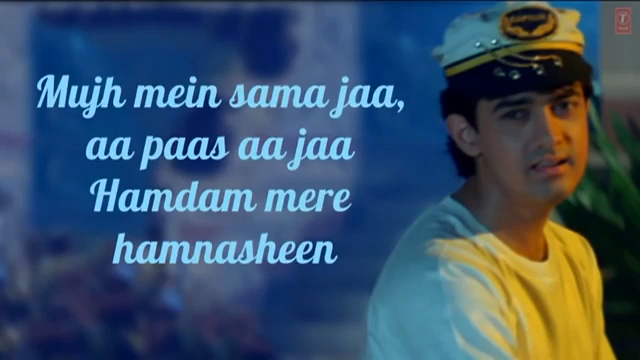 Mujh mein sama jaa,
aa paas aa jaa
Hamdam mere
hamnasheen